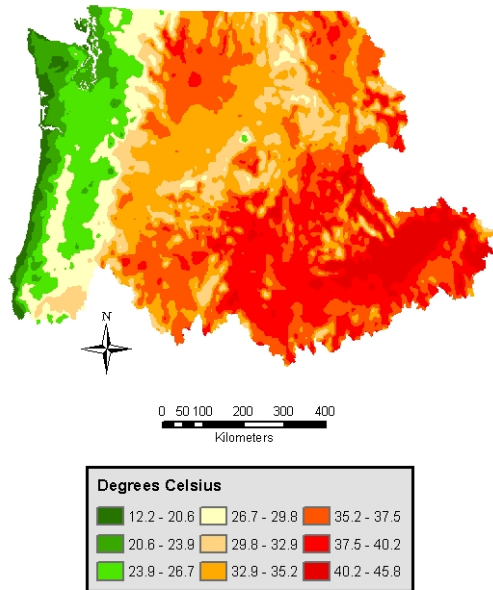 N
0 50 100 200 300 400
Kilometers
Degrees Celsius
12.2 - 20.6 26.7 - 29.8 35.2 - 37.5
20.6 - 23.9 29.8 - 32.9 37.5 - 40.2
23.9 - 26.7 32.9 - 35.2 40.2 - 45.8